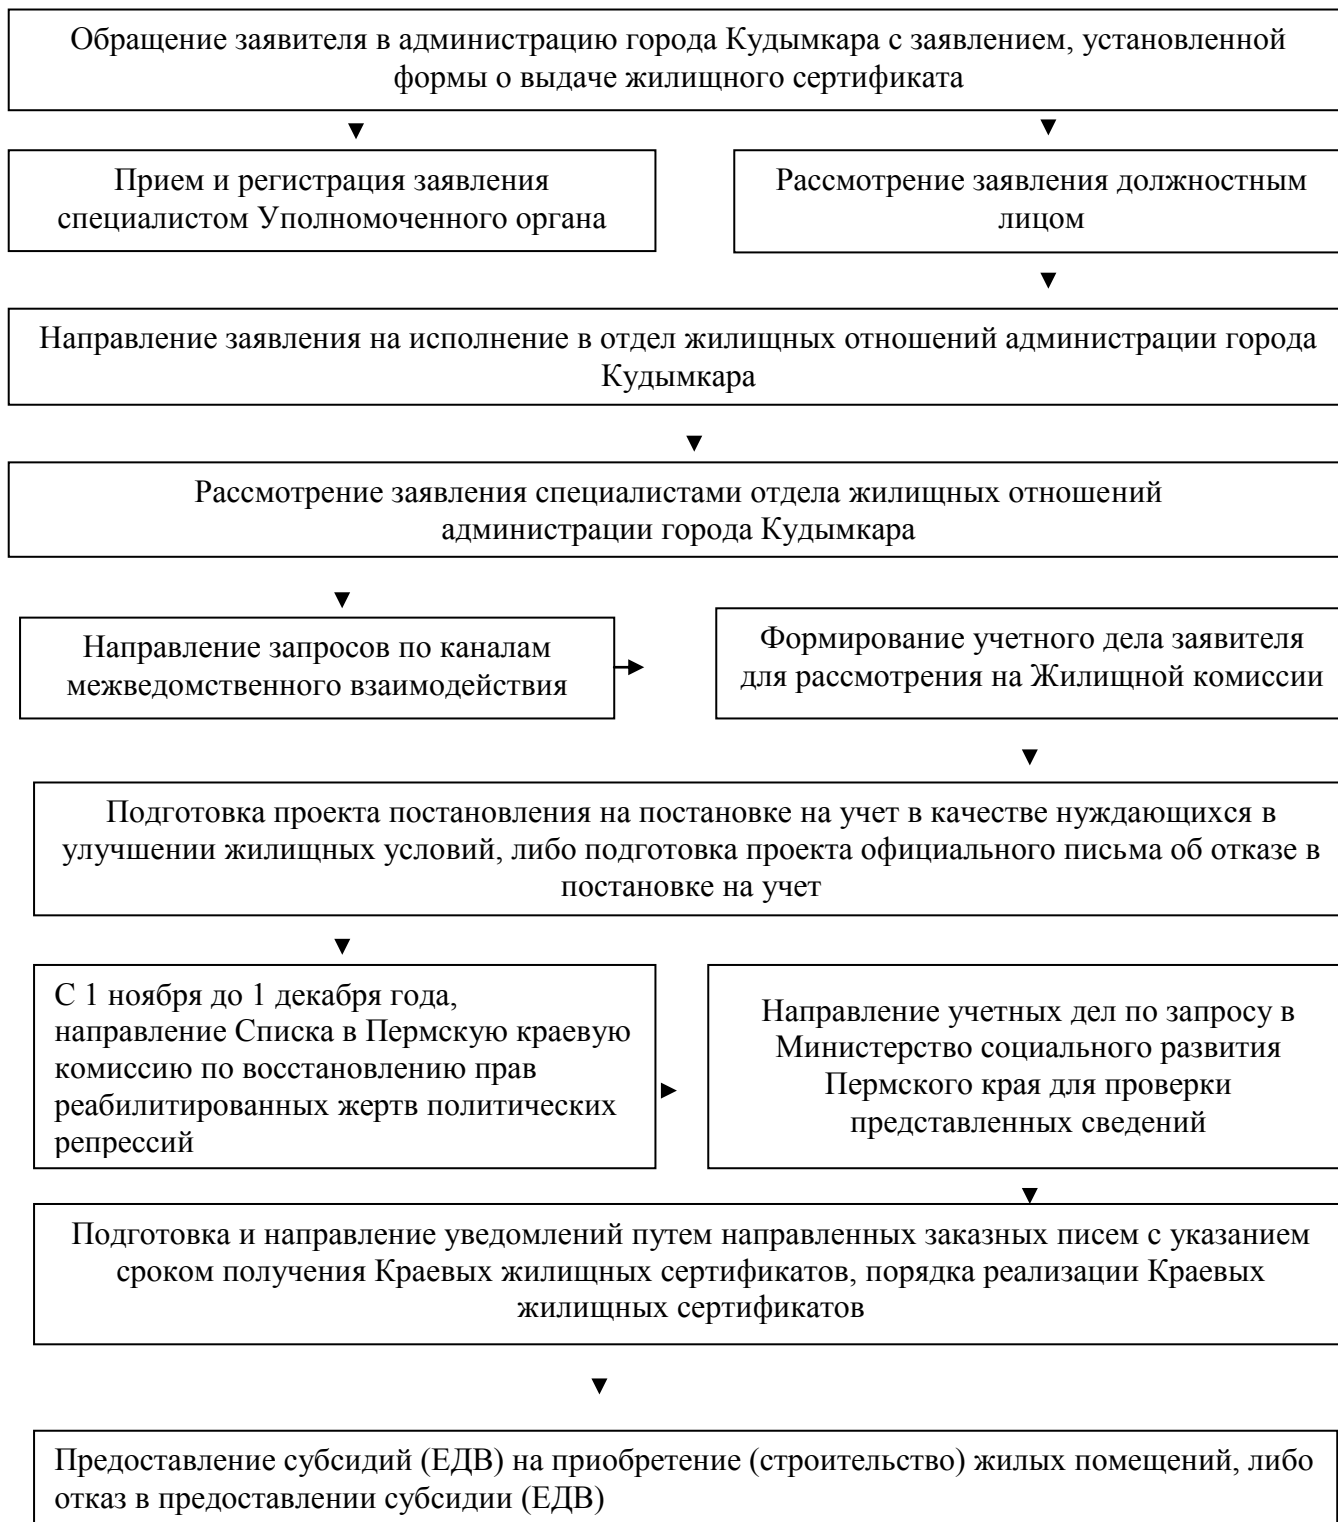 Обращение заявителя в администрацию города Кудымкара с заявлением, установленной
формы о выдаче жилищного сертификата
Прием и регистрация заявления
специалистом Уполномоченного органа
Рассмотрение заявления должностным
лицом
Направление заявления на исполнение в отдел жилищных отношений администрации города
Кудымкара
Рассмотрение заявления специалистами отдела жилищных отношений
администрации города Кудымкара
Направление запросов по каналам
межведомственного взаимодействия
Формирование учетного дела заявителя
для рассмотрения на Жилищной комиссии
Подготовка проекта постановления на постановке на учет в качестве нуждающихся в
улучшении жилищных условий, либо подготовка проекта официального письма об отказе в
постановке на учет
С 1 ноября до 1 декабря года,
направление Списка в Пермскую краевую
комиссию по восстановлению прав
реабилитированных жертв политических
репрессий
Направление учетных дел по запросу в
Министерство социального развития
Пермского края для проверки
представленных сведений
Подготовка и направление уведомлений путем направленных заказных писем с указанием
сроком получения Краевых жилищных сертификатов, порядка реализации Краевых
жилищных сертификатов
Предоставление субсидий (ЕДВ) на приобретение (строительство) жилых помещений, либо
отказ в предоставлении субсидии (ЕДВ)